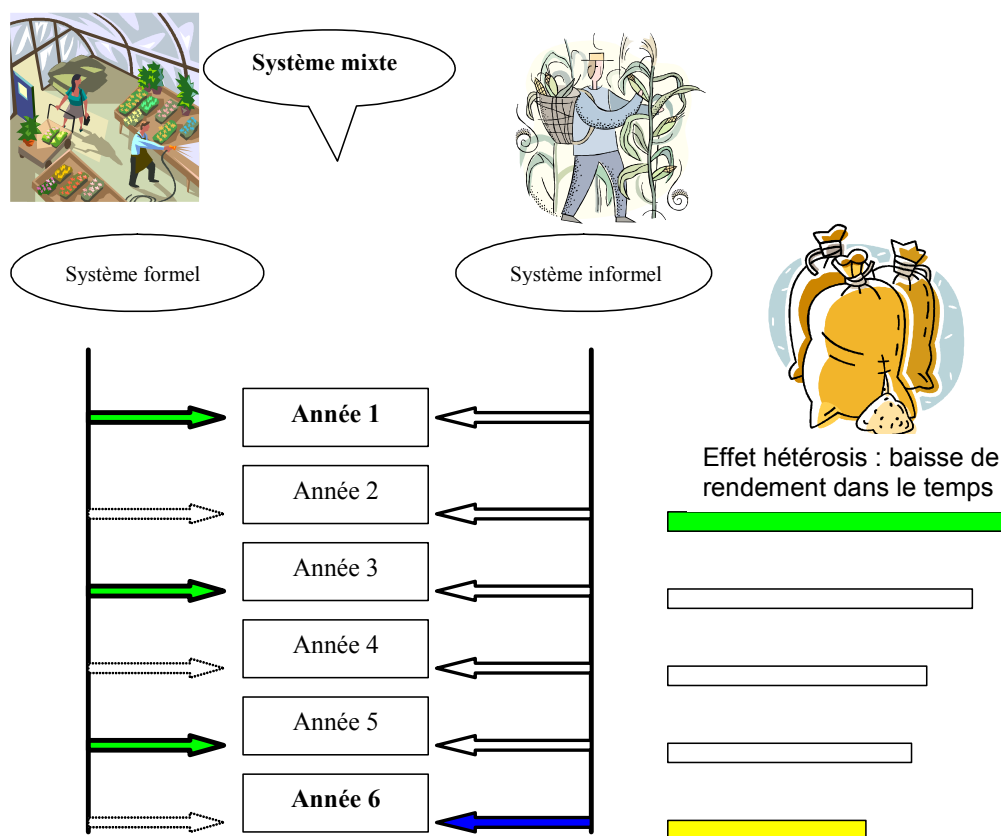 Système mixte
Système formel
Système informel
Année 1
Effet hétérosis : baisse de
rendement dans le temps
Année 2
Année 3
Année 4
Année 5
Année 6